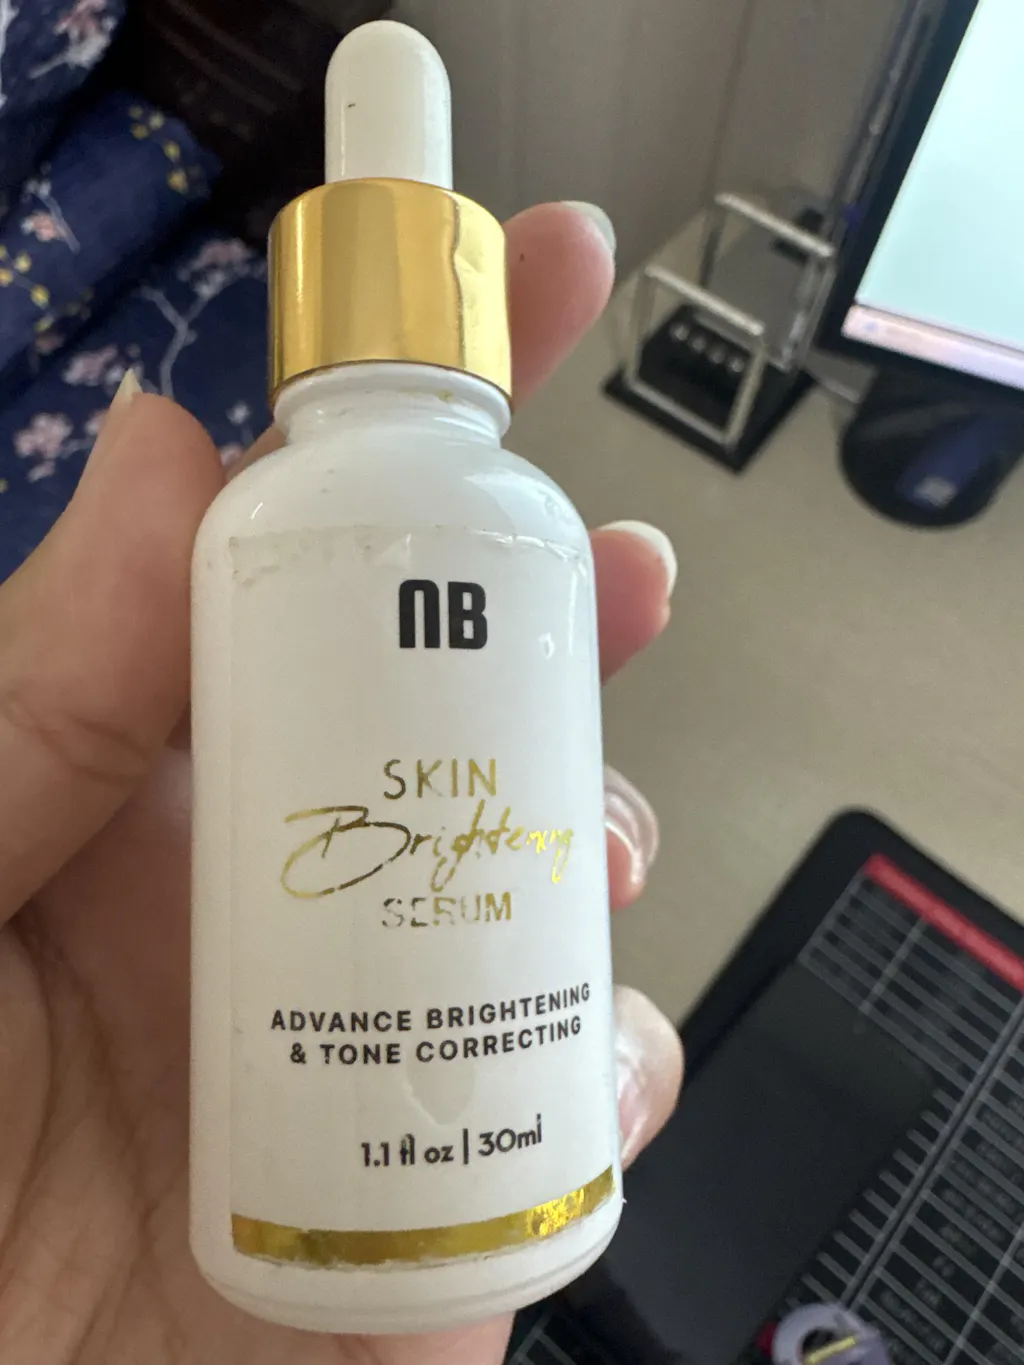 NB
SKIN
Brightening
SERUM
ADVANCE BRIGHTENING
& TONE CORRECTING
1.1 fl oz | 30ml